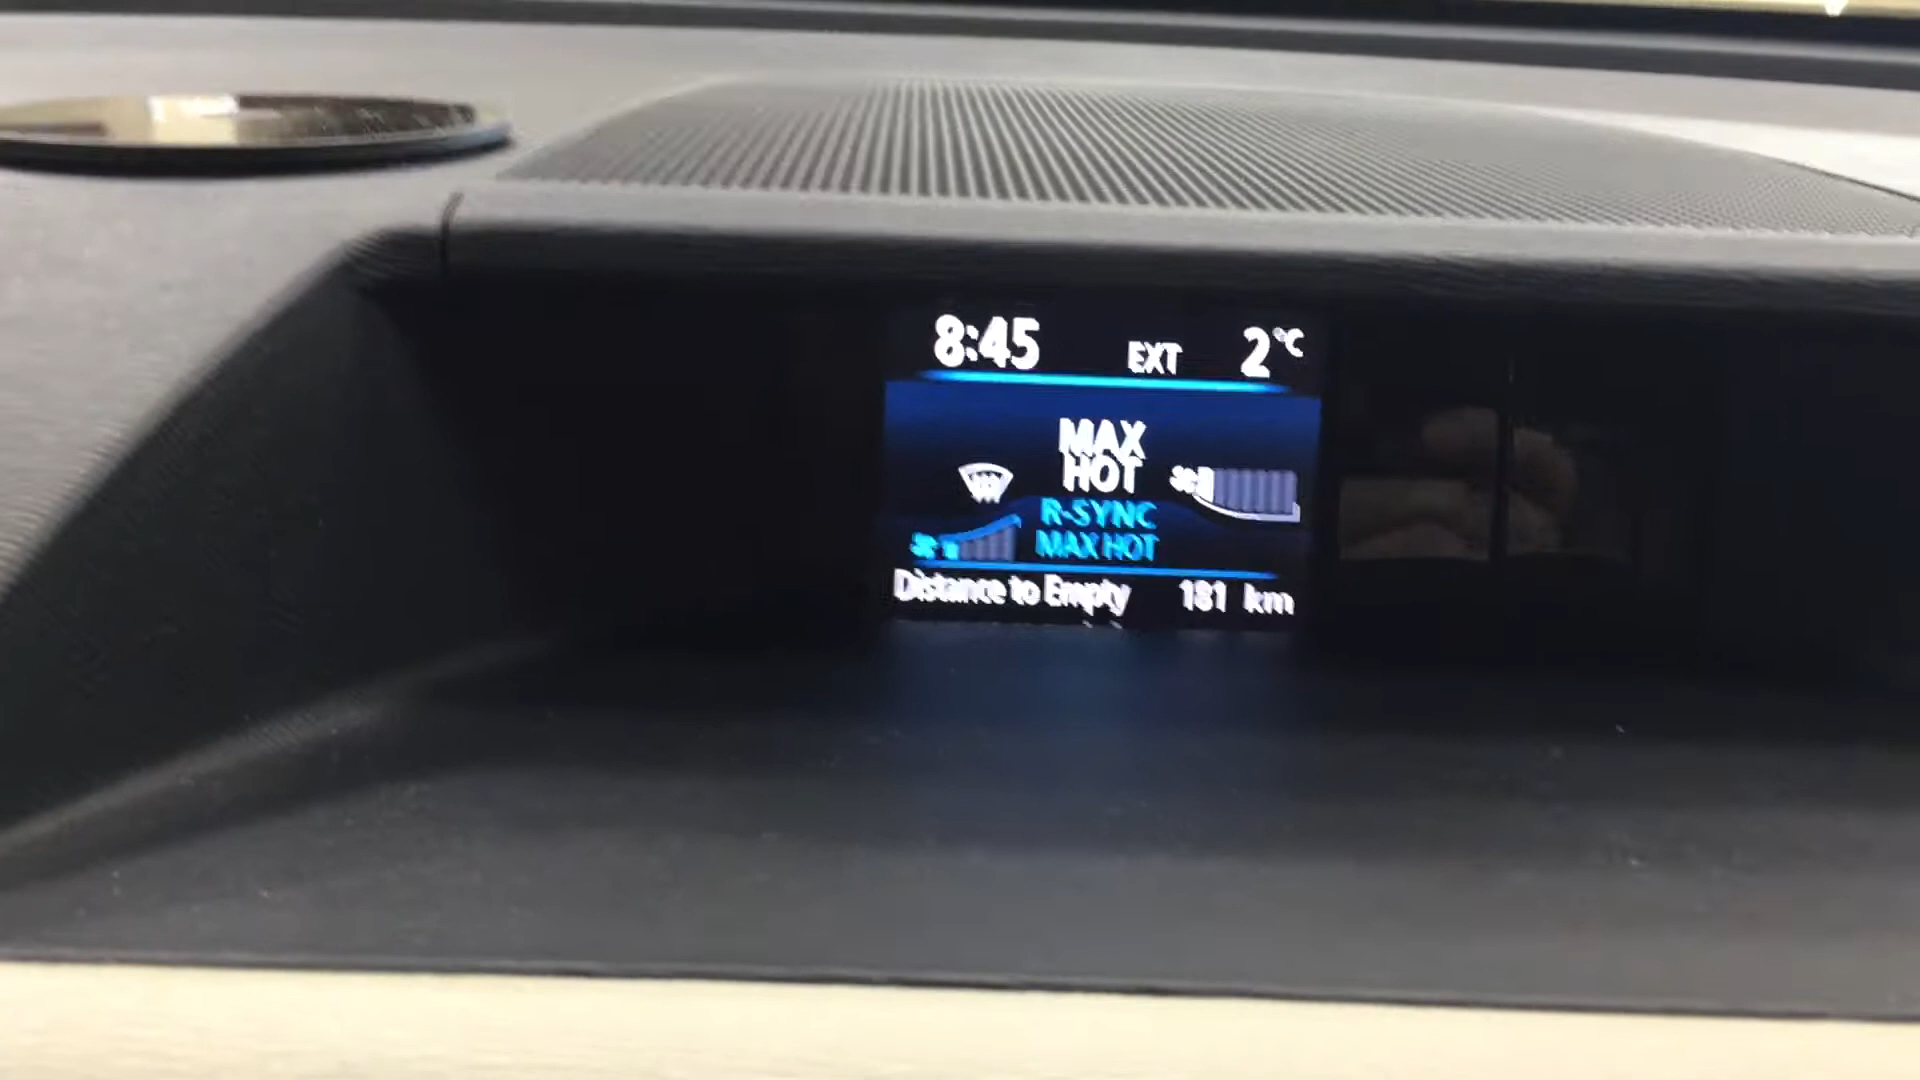 8:45 EXT 2°C
MAX
HOT
R-SYNC
MAX HOT
Distance to Empty 181 km